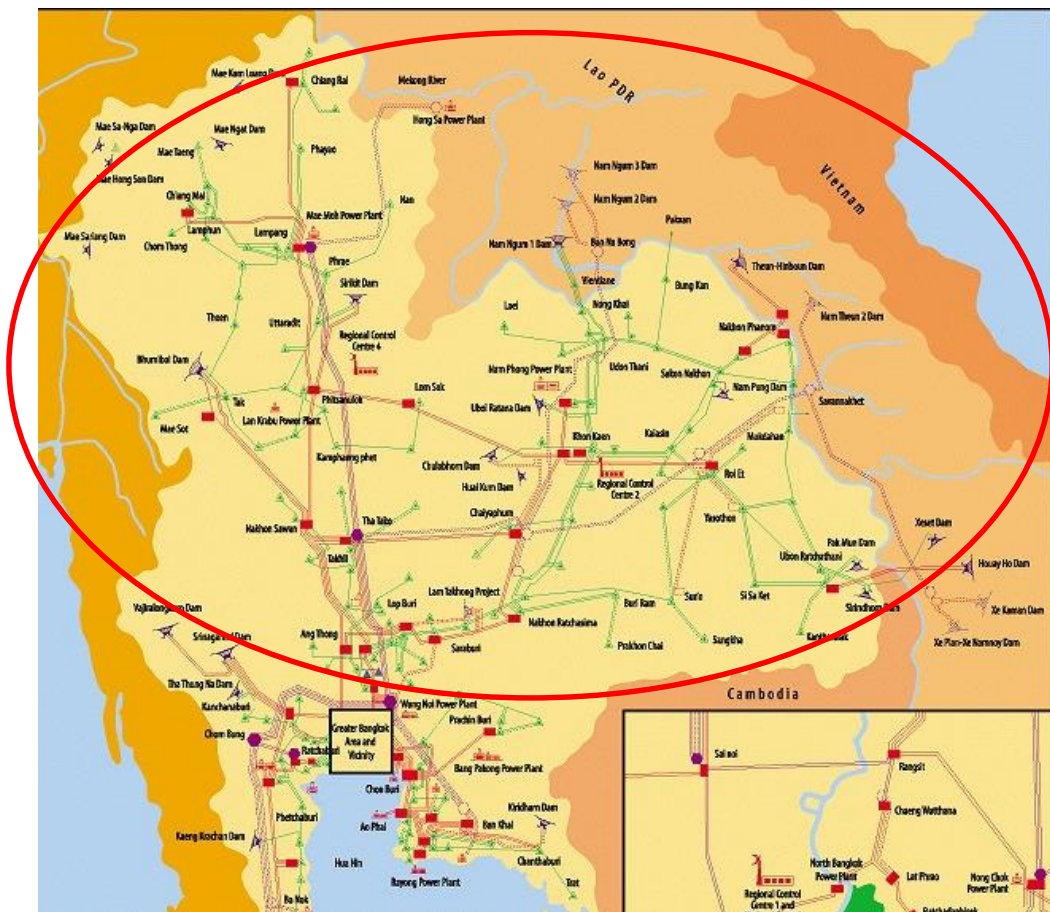 Mae Kam Luang Dam
Chiang Rai
Mekong River
Lao PDR
Hong Sa Power Plant
Mae Sa-Nga Dam
Mae Ngat Dam
Mae Taeng
Phayao
Mae Hong Son Dam
Nam Ngum 3 Dam
Vietnam
Chiang Mai
Nan
Nam Ngum 2 Dam
Mae Moh Power Plant
Lamphun
Lampang
Pakxan
Mae Sariang Dam
Chom Thong
Nam Ngum 1 Dam
Ban Na Bong
Phrae
Theun-Hinboun Dam
Sirikit Dam
Vientiane
Bung Kan
Thoen
Uttaradit
Loei
Nong Khai
Nam Theun 2 Dam
Nakhon Phanom
Regional Control
Centre 4
Bhumibol Dam
Nam Phong Power Plant
Udon Thani
Sakon Nakhon
Nam Pung Dam
Lom Sak
Savannakhet
Tak
Phitsanulok
Ubol Ratana Dam
Lan Krabu Power Plant
Mae Sot
Khon Kaen
Kalasin
Mukdahan
Kamphaeng phet
Chulabhorn Dam
Roi Et
Huai Kum Dam
Regional Control
Centre 2
Chaiyaphum
Yasothon
Nakhon Sawan
Tha Tako
Xeset Dam
Takhli
Pak Mun Dam
Ubon Ratchathani
Houay Ho Dam
Lam Takhong Project
Vajiralongkorn Dam
Lop Buri
Buri Ram
Surin
Si Sa Ket
Sirindhorn Dam
Xe Kaman Dam
Srinagarind Dam
Ang Thong
Saraburi
Nakhon Ratchasima
Prakhon Chai
Sangkha
Kantharalak
Xe Pian-Xe Namnoy Dam
Tha Thung Na Dam
Kanchanaburi
Cambodia
Wang Noi Power Plant
Prachin Buri
Chom Bung
Ratchaburi
Greater Bangkok
Area and
Vicinity
Bang Pakong Power Plant
Sai noi
Rangsit
Chon Buri
Phetchaburi
Kiridharn Dam
Ao Phai
Ban Khai
Chaeng Watthana
Kaeng Krachan Dam
Hua Hin
Chanthaburi
Rayong Power Plant
Trat
North Bangkok
Power Plant
Lat Phrao
Nong Chok
Power Plant
Regional Control
Centre 1 and